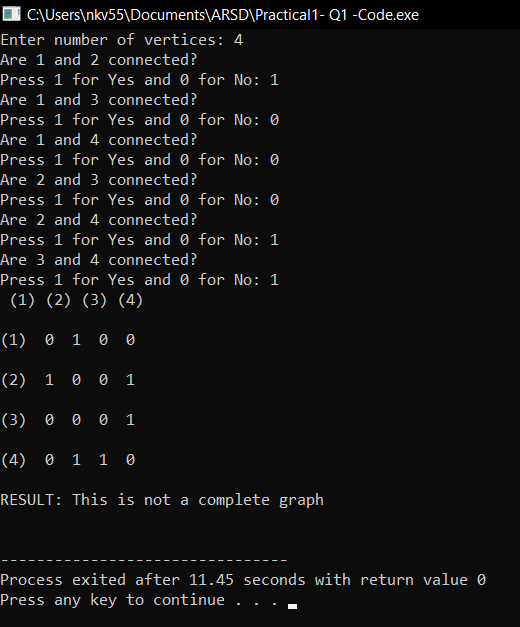 C:\Users\nkv55\Documents\ARSD\Practical1- Q1 -Code.exe
Enter number of vertices: 4
Are 1 and 2 connected?
Press 1 for Yes and 0 for No: 1
Are 1 and 3 connected?
Press 1 for Yes and 0 for No: 0
Are 1 and 4 connected?
Press 1 for Yes and 0 for No: 0
Are 2 and 3 connected?
Press 1 for Yes and 0 for No: 0
Are 2 and 4 connected?
Press 1 for Yes and 0 for No: 1
Are 3 and 4 connected?
Press 1 for Yes and 0 for No: 1
(1) (2) (3) (4)
(1)  0  1  0  0
(2)  1  0  0  1
(3)  0  0  0  1
(4)  0  1  1  0
RESULT: This is not a complete graph
--------------------------------
Process exited after 11.45 seconds with return value 0
Press any key to continue . . .